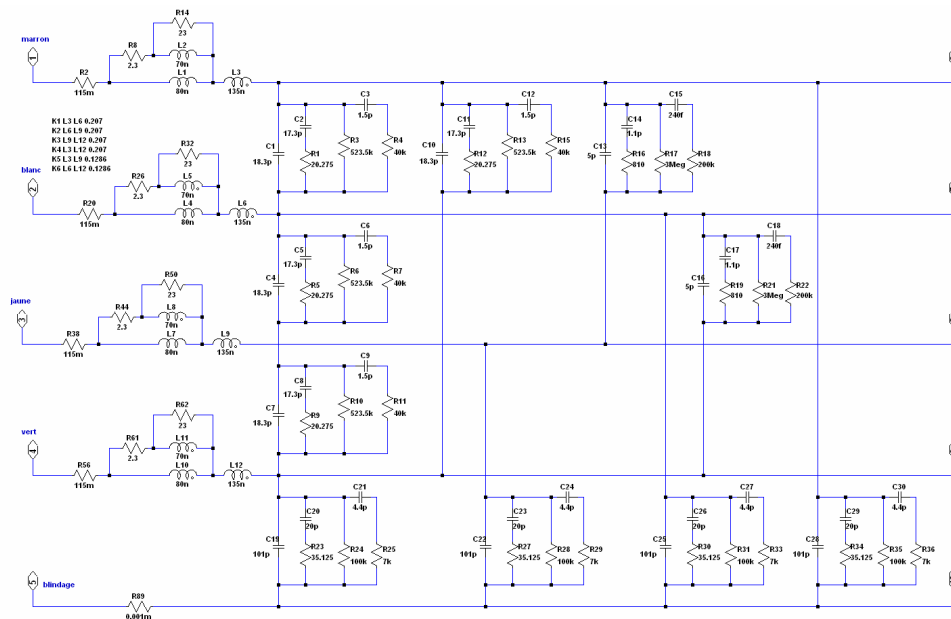 R14
23
marron
R8
L2
1
2.3
70n
R2
L1
L3
115m
80n
135n
C3
C12
C15
1.5p
1.5p
240f
C2
C11
C14
17.3p
17.3p
1.1p
K1 L3 L6 0.207
K2 L6 L9 0.207
K3 L9 L12 0.207
K4 L3 L12 0.207
K5 L3 L9 0.1286
K6 L6 L12 0.1286
R32
23
C1
R3
R4
C10
R13
R15
C13
R17
R18
18.3p
R1
523.5k
40k
18.3p
R12
523.5k
40k
5p
R16
3Meg
200k
20.275
20.275
810
blanc
R26
L5
2
2.3
70n
R20
L4
L6
115m
80n
135n
C6
C18
1.5p
240f
C5
C17
17.3p
1.1p
R50
23
C4
R6
R7
C16
R21
R22
18.3p
R5
523.5k
40k
5p
R19
3Meg
200k
20.275
810
jaune
R44
L8
3
2.3
70n
R38
L7
L9
115m
80n
135n
C9
1.5p
C8
17.3p
R62
23
C7
R10
R11
18.3p
R9
523.5k
40k
20.275
vert
R61
L11
4
2.3
70n
R56
L10
L12
115m
80n
135n
C21
C24
C27
C30
4.4p
4.4p
4.4p
4.4p
C20
C23
C26
C29
20p
20p
20p
20p
C19
R23
R24
R25
C22
R27
R28
R29
C25
R30
R31
R33
C28
R34
R35
R36
101p
35.125
100k
7k
101p
35.125
100k
7k
101p
35.125
100k
7k
101p
35.125
100k
7k
5
blindage
R89
0.001m